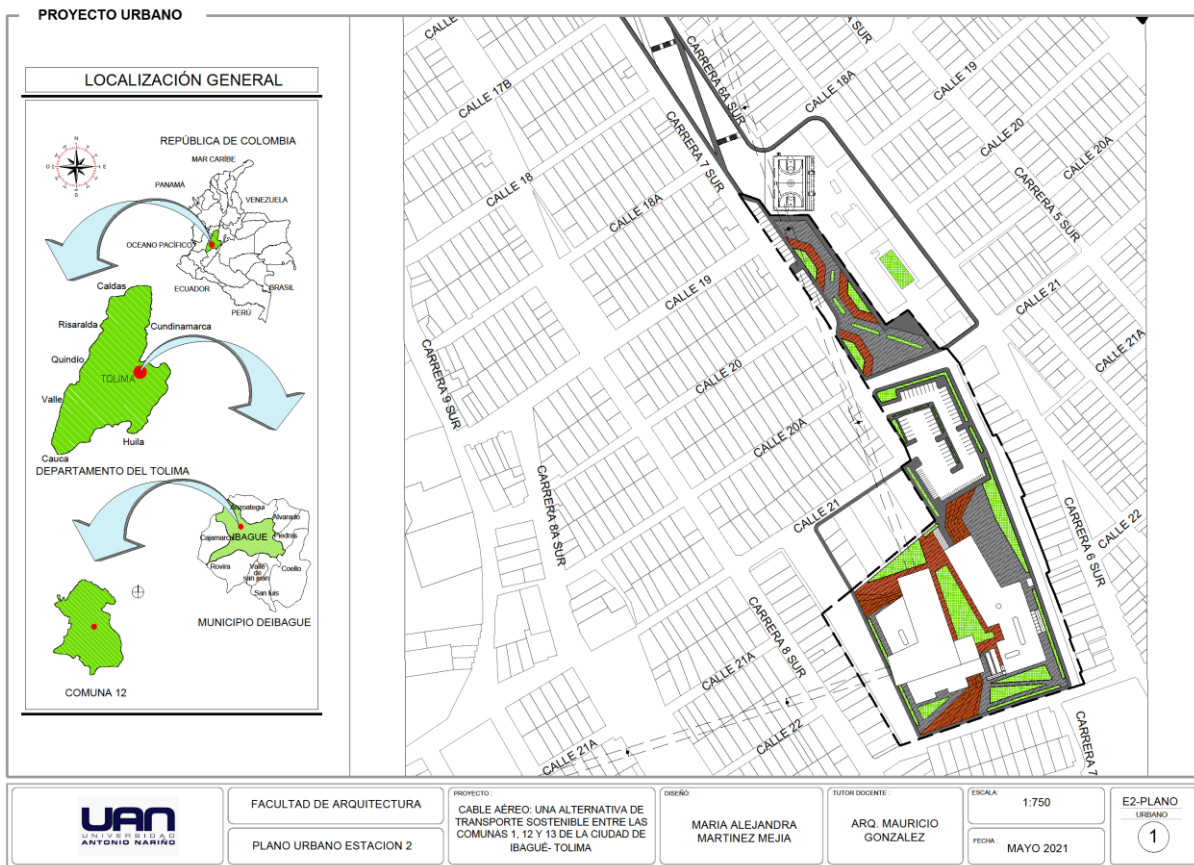 PROYECTO URBANO
LOCALIZACIÓN GENERAL
REPÚBLICA DE COLOMBIA
MAR CARÍBE
PANAMÁ
VENEZUELA
OCEANO PACÍFICO
ECUADOR
BRASIL
PERÚ
N
E
S
O
Caldas
Risaralda
Cundinamarca
Quindío
TOLIMA
Valle
Huila
Cauca
DEPARTAMENTO DEL TOLIMA
Anzoategui
Alvarado
Cajamarca
IBAGUE
Piedras
Rovira
Valle
de
san juan
Coello
San luis
MUNICIPIO DEIBAGUE
COMUNA 12
CALLE 17B
CARRERA 6A SUR
CALLE 18A
CALLE 19
CARRERA 7 SUR
CALLE 20
CALLE 20A
CALLE 18
CALLE 18A
CARRERA 5 SUR
CALLE 19
CALLE 21
CALLE 21A
CARRERA 9 SUR
CALLE 20
CALLE 20A
CARRERA 8A SUR
CALLE 21
CARRERA 6 SUR
CALLE 22
CARRERA 8 SUR
CALLE 21A
CALLE 22
CALLE 21A
CARRERA 7
UAN
UNIVERSIDAD
ANTONIO NARIÑO
FACULTAD DE ARQUITECTURA
PLANO URBANO ESTACION 2
PROYECTO :
CABLE AÉREO: UNA ALTERNATIVA DE
TRANSPORTE SOSTENIBLE ENTRE LAS
COMUNAS 1, 12 Y 13 DE LA CIUDAD DE
IBAGUÉ- TOLIMA
DISEÑO:
MARIA ALEJANDRA
MARTINEZ MEJIA
TUTOR DOCENTE :
ARQ. MAURICIO
GONZALEZ
ESCALA:
1:750
FECHA :
MAYO 2021
E2-PLANO
URBANO
1